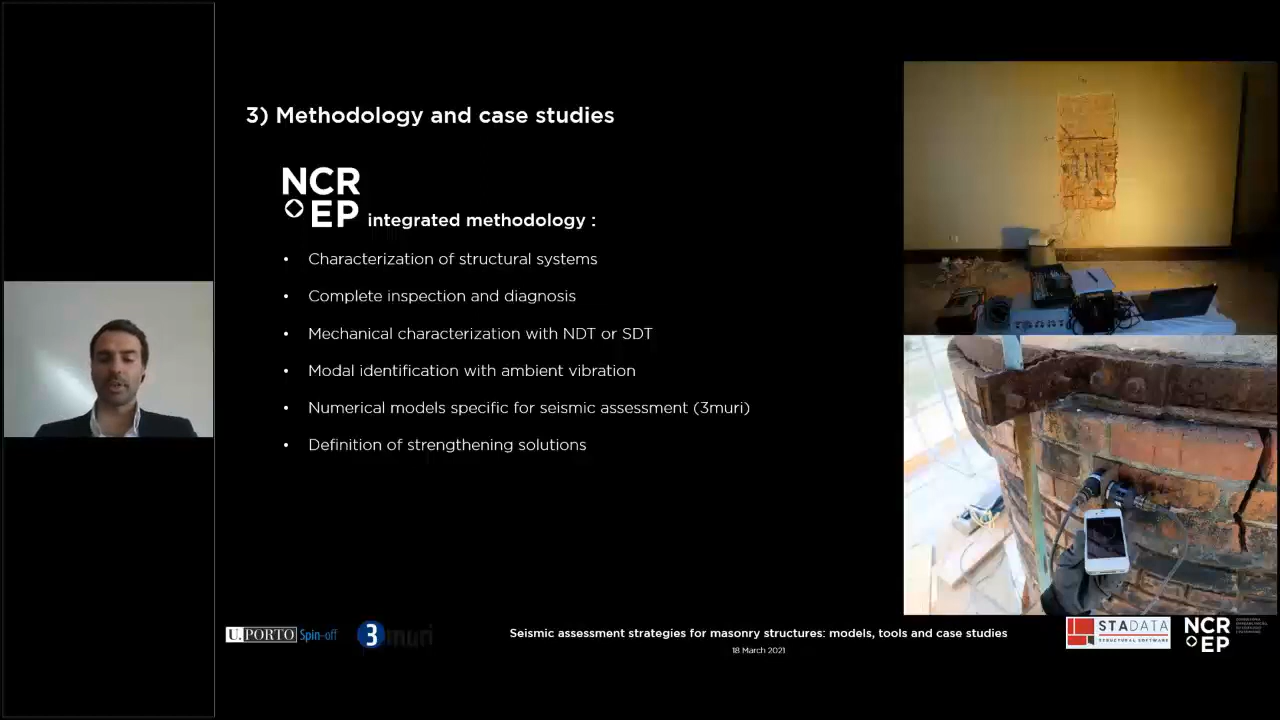 3) Methodology and case studies
NCR
EP integrated methodology :
• Characterization of structural systems
• Complete inspection and diagnosis
• Mechanical characterization with NDT or SDT
• Modal identification with ambient vibration
• Numerical models specific for seismic assessment (3muri)
• Definition of strengthening solutions
U.PORTO Spin-off
3muri
Seismic assessment strategies for masonry structures: models, tools and case studies
18 March 2021
STADATA
STRUCTURAL SOFTWARE
NCR
EP